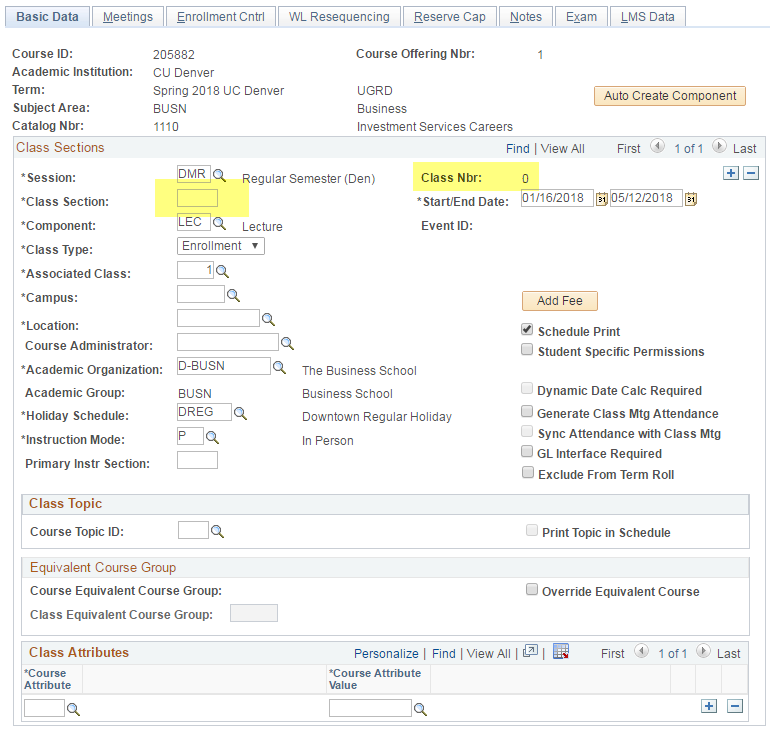 Basic Data Meetings Enrollment Cntrl WL Resequencing Reserve Cap Notes Exam LMS Data
Course ID: 205882 Course Offering Nbr: 1
Academic Institution: CU Denver
Term: Spring 2018 UC Denver UGRD
Auto Create Component
Subject Area: BUSN Business
Catalog Nbr: 1110 Investment Services Careers
Class Sections Find | View All First 1 of 1 Last
*Session: DMR Regular Semester (Den) Class Nbr: 0
*Class Section: *Start/End Date: 01/16/2018 31 05/12/2018 31
*Component: LEC Lecture Event ID:
*Class Type: Enrollment
*Associated Class: 1
*Campus: Add Fee
*Location: Schedule Print
Course Administrator: Student Specific Permissions
*Academic Organization: D-BUSN The Business School
Academic Group: BUSN Business School Dynamic Date Calc Required
*Holiday Schedule: DREG Downtown Regular Holiday Generate Class Mtg Attendance
*Instruction Mode: P In Person Sync Attendance with Class Mtg
GL Interface Required
Primary Instr Section: Exclude From Term Roll
Class Topic
Course Topic ID: Print Topic in Schedule
Equivalent Course Group
Course Equivalent Course Group: Override Equivalent Course
Class Equivalent Course Group:
Class Attributes Personalize | Find | View All | | First 1 of 1 Last
*Course Attribute *Course Attribute Value